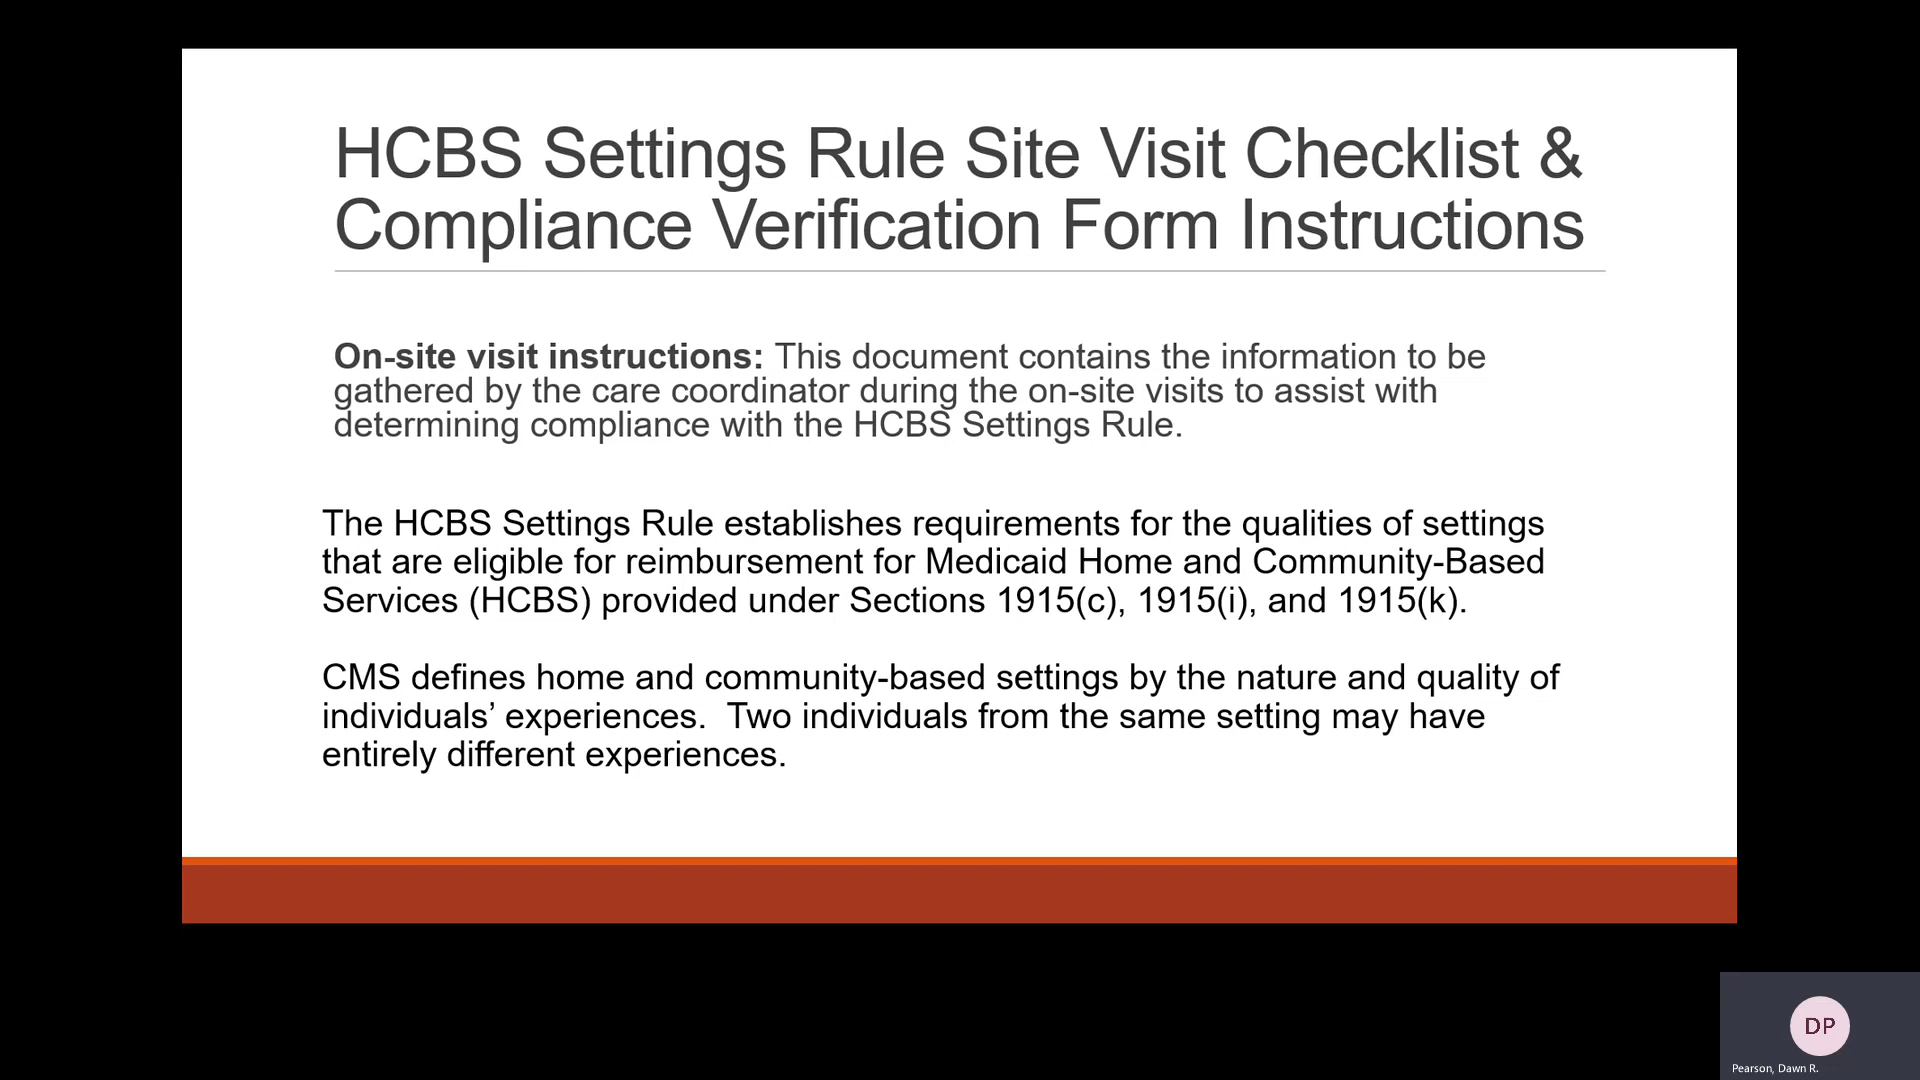 HCBS Settings Rule Site Visit Checklist &
Compliance Verification Form Instructions
On-site visit instructions: This document contains the information to be
gathered by the care coordinator during the on-site visits to assist with
determining compliance with the HCBS Settings Rule.
The HCBS Settings Rule establishes requirements for the qualities of settings
that are eligible for reimbursement for Medicaid Home and Community-Based
Services (HCBS) provided under Sections 1915(c), 1915(i), and 1915(k).
CMS defines home and community-based settings by the nature and quality of
individuals’ experiences.  Two individuals from the same setting may have
entirely different experiences.
DP
Pearson, Dawn R.